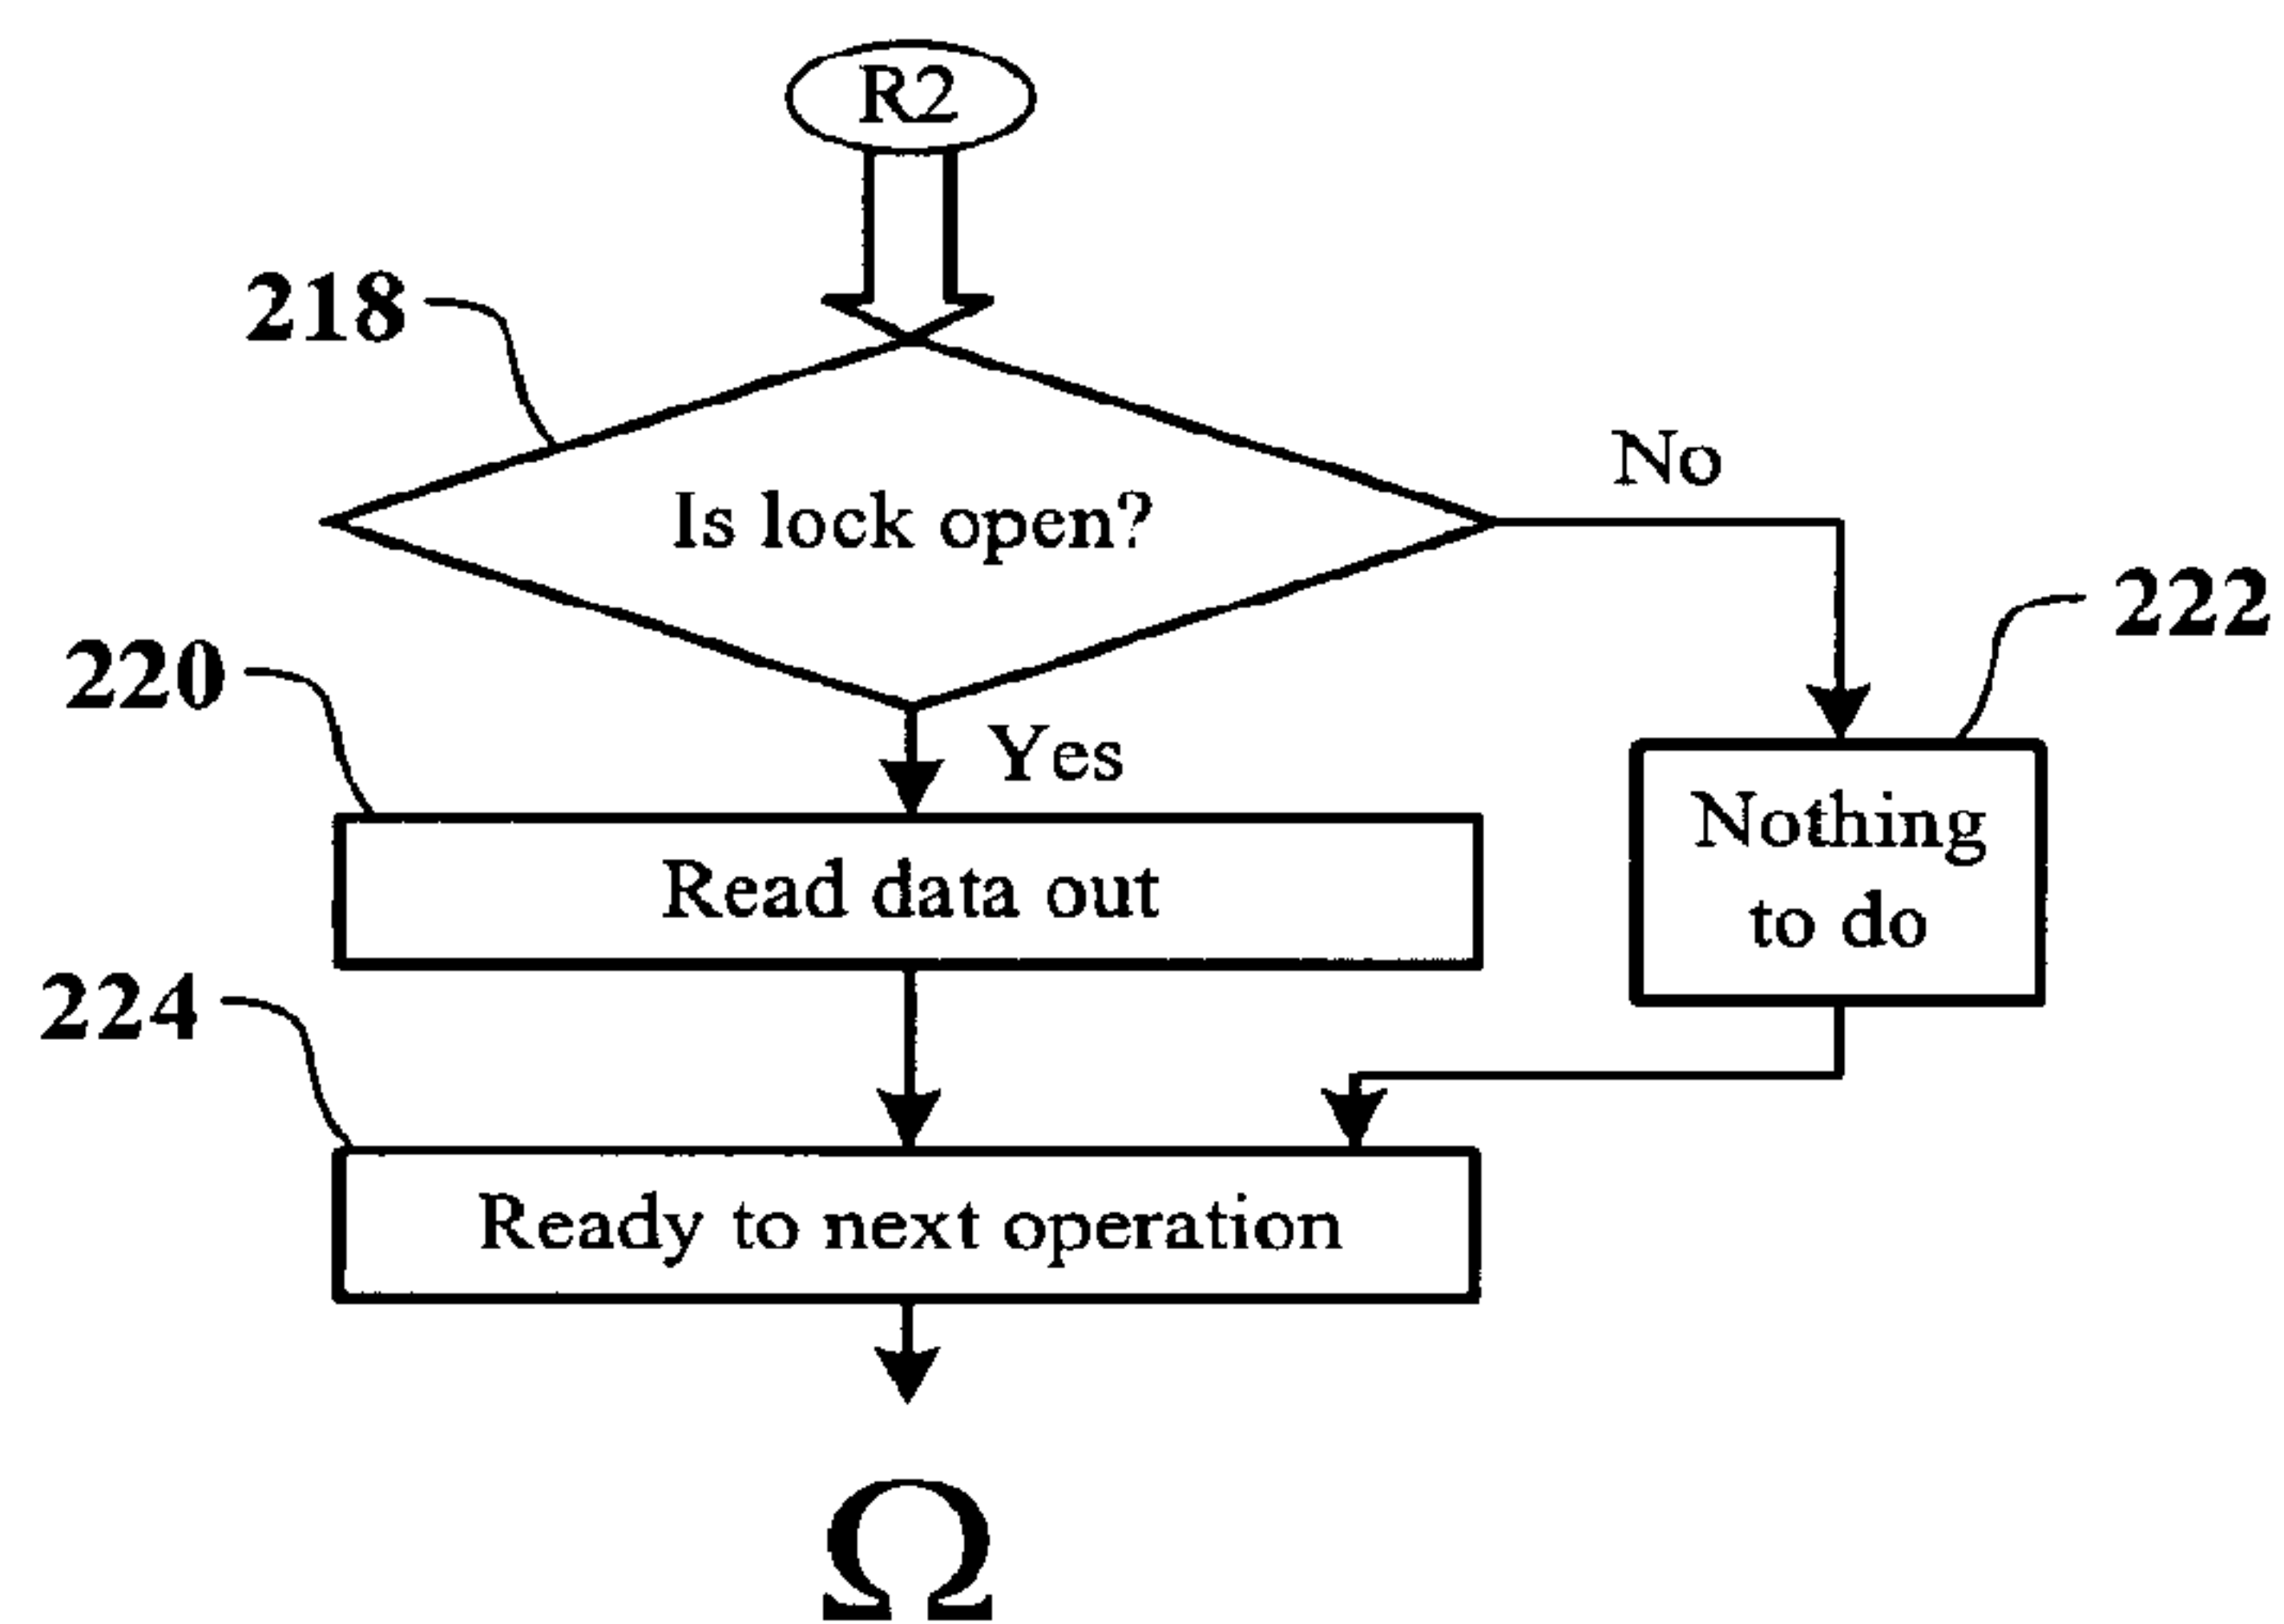 R2
218
Is lock open?
No
222
220
Yes
Nothing
to do
Read data out
224
Ready to next operation
Ω